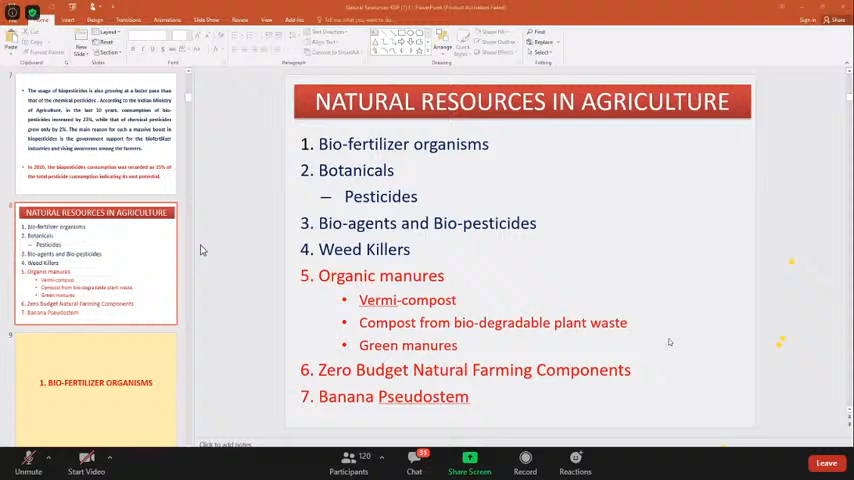 Natural Resources KSP (7) (1) - PowerPoint (Product Activation Failed)
Home Insert Design Transitions Animations Slide Show Review View Add-Ins Tell me what you want to do... Sign in Share
Paste
Cut
Copy
Format Painter
New Slide
Layout
Reset
Section
Text Direction
Align Text
Convert to SmartArt
Arrange
Quick Styles
Shape Fill
Shape Outline
Shape Effects
Find
Replace
Select
Clipboard Slides Font Paragraph Drawing Editing
7
The usage of biopesticides is also growing at a faster pace than
that of the chemical pesticides. According to the Indian Ministry
of Agriculture, in the last 10 years, consumption of bio-
pesticides increased by 23%, while that of chemical pesticides
grew only by 2%. The main reason for such a massive boost in
biopesticides is the government support for the biofertilizer
industries and rising awareness among the farmers.
In 2016, the biopesticides consumption was recorded as 15% of
the total pesticide consumption indicating its vast potential.
8
NATURAL RESOURCES IN AGRICULTURE
1. Bio-fertilizer organisms
2. Botanicals
– Pesticides
3. Bio-agents and Bio-pesticides
4. Weed Killers
5. Organic manures
• Vermi-compost
• Compost from bio-degradable plant waste
• Green manures
6. Zero Budget Natural Farming Components
7. Banana Pseudostem
9
1. BIO-FERTILIZER ORGANISMS
NATURAL RESOURCES IN AGRICULTURE
1. Bio-fertilizer organisms
2. Botanicals
– Pesticides
3. Bio-agents and Bio-pesticides
4. Weed Killers
5. Organic manures
• Vermi-compost
• Compost from bio-degradable plant waste
• Green manures
6. Zero Budget Natural Farming Components
7. Banana Pseudostem
Click to add notes
120
31
Unmute Start Video Participants Chat Share Screen Record Reactions Leave